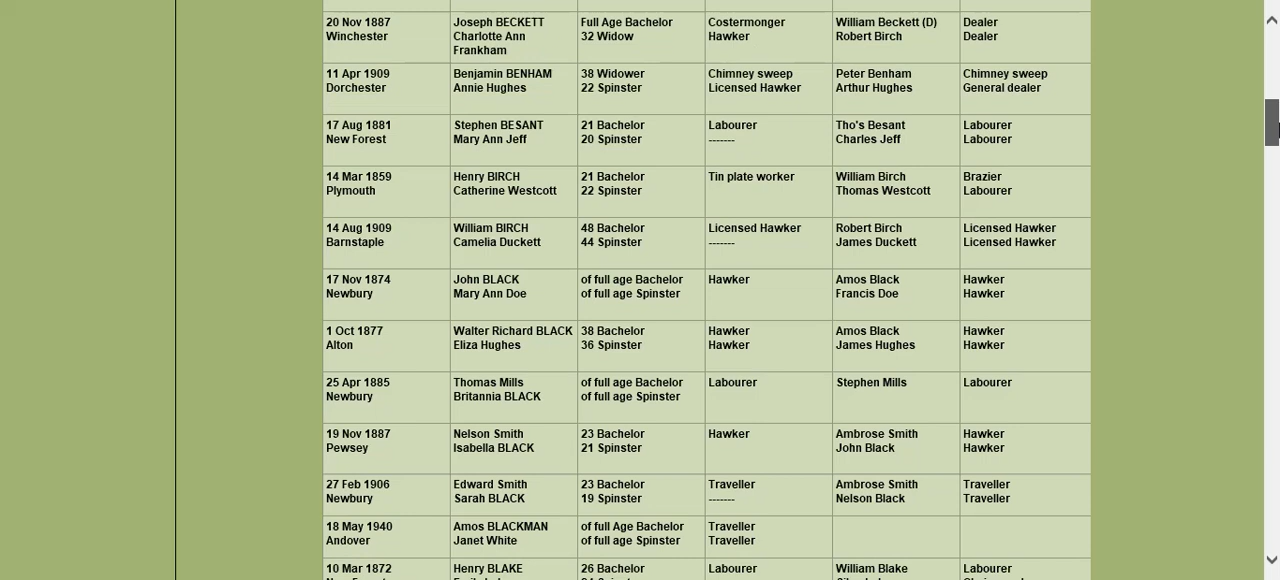 20 Nov 1887 Joseph BECKETT Full Age Bachelor Costermonger William Beckett (D) Dealer
Winchester Charlotte Ann 32 Widow Hawker Robert Birch Dealer
Frankham
11 Apr 1909 Benjamin BENHAM 38 Widower Chimney sweep Peter Benham Chimney sweep
Dorchester Annie Hughes 22 Spinster Licensed Hawker Arthur Hughes General dealer
17 Aug 1881 Stephen BESANT 21 Bachelor Labourer Tho's Besant Labourer
New Forest Mary Ann Jeff 20 Spinster ------- Charles Jeff Labourer
14 Mar 1859 Henry BIRCH 21 Bachelor Tin plate worker William Birch Brazier
Plymouth Catherine Westcott 22 Spinster Thomas Westcott Labourer
14 Aug 1909 William BIRCH 48 Bachelor Licensed Hawker Robert Birch Licensed Hawker
Barnstaple Camelia Duckett 44 Spinster ------- James Duckett Licensed Hawker
17 Nov 1874 John BLACK of full age Bachelor Hawker Amos Black Hawker
Newbury Mary Ann Doe of full age Spinster Francis Doe Hawker
1 Oct 1877 Walter Richard BLACK 38 Bachelor Hawker Amos Black Hawker
Alton Eliza Hughes 36 Spinster Hawker James Hughes Hawker
25 Apr 1885 Thomas Mills of full age Bachelor Labourer Stephen Mills Labourer
Newbury Britannia BLACK of full age Spinster
19 Nov 1887 Nelson Smith 23 Bachelor Hawker Ambrose Smith Hawker
Pewsey Isabella BLACK 21 Spinster John Black Hawker
27 Feb 1906 Edward Smith 23 Bachelor Traveller Ambrose Smith Traveller
Newbury Sarah BLACK 19 Spinster ------- Nelson Black Traveller
18 May 1940 Amos BLACKMAN of full Age Bachelor Traveller
Andover Janet White of full age Spinster Traveller
10 Mar 1872 Henry BLAKE 26 Bachelor Labourer William Blake Labourer